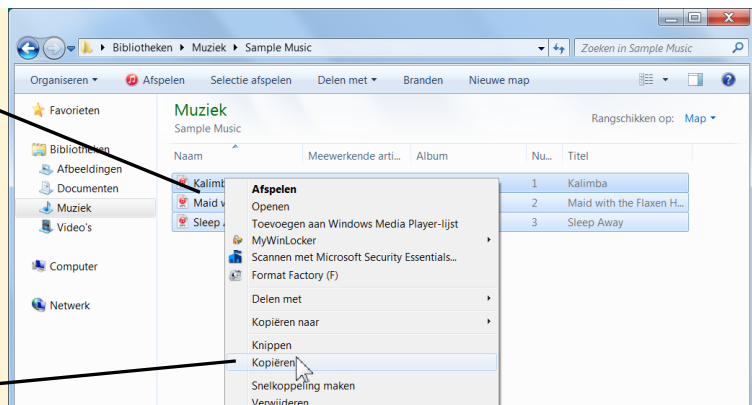 Bibliotheken Muziek Sample Music
Zoeken in Sample Music
Organiseren Afspelen Selectie afspelen Delen met Branden Nieuwe map
Favorieten
Bibliotheken
Afbeeldingen
Documenten
Muziek
Video's
Computer
Netwerk
Muziek
Sample Music
Rangschikken op: Map
Naam Meewerkende arti... Album Nu... Titel
1 Kalimba
Maid 2 Maid with the Flaxen H...
Sleep 3 Sleep Away
Afspelen
Openen
Toevoegen aan Windows Media Player-lijst
MyWinLocker
Scannen met Microsoft Security Essentials...
Format Factory (F)
Delen met
Kopiëren naar
Knippen
Kopiëren
Snelkoppeling maken
Verwijderen